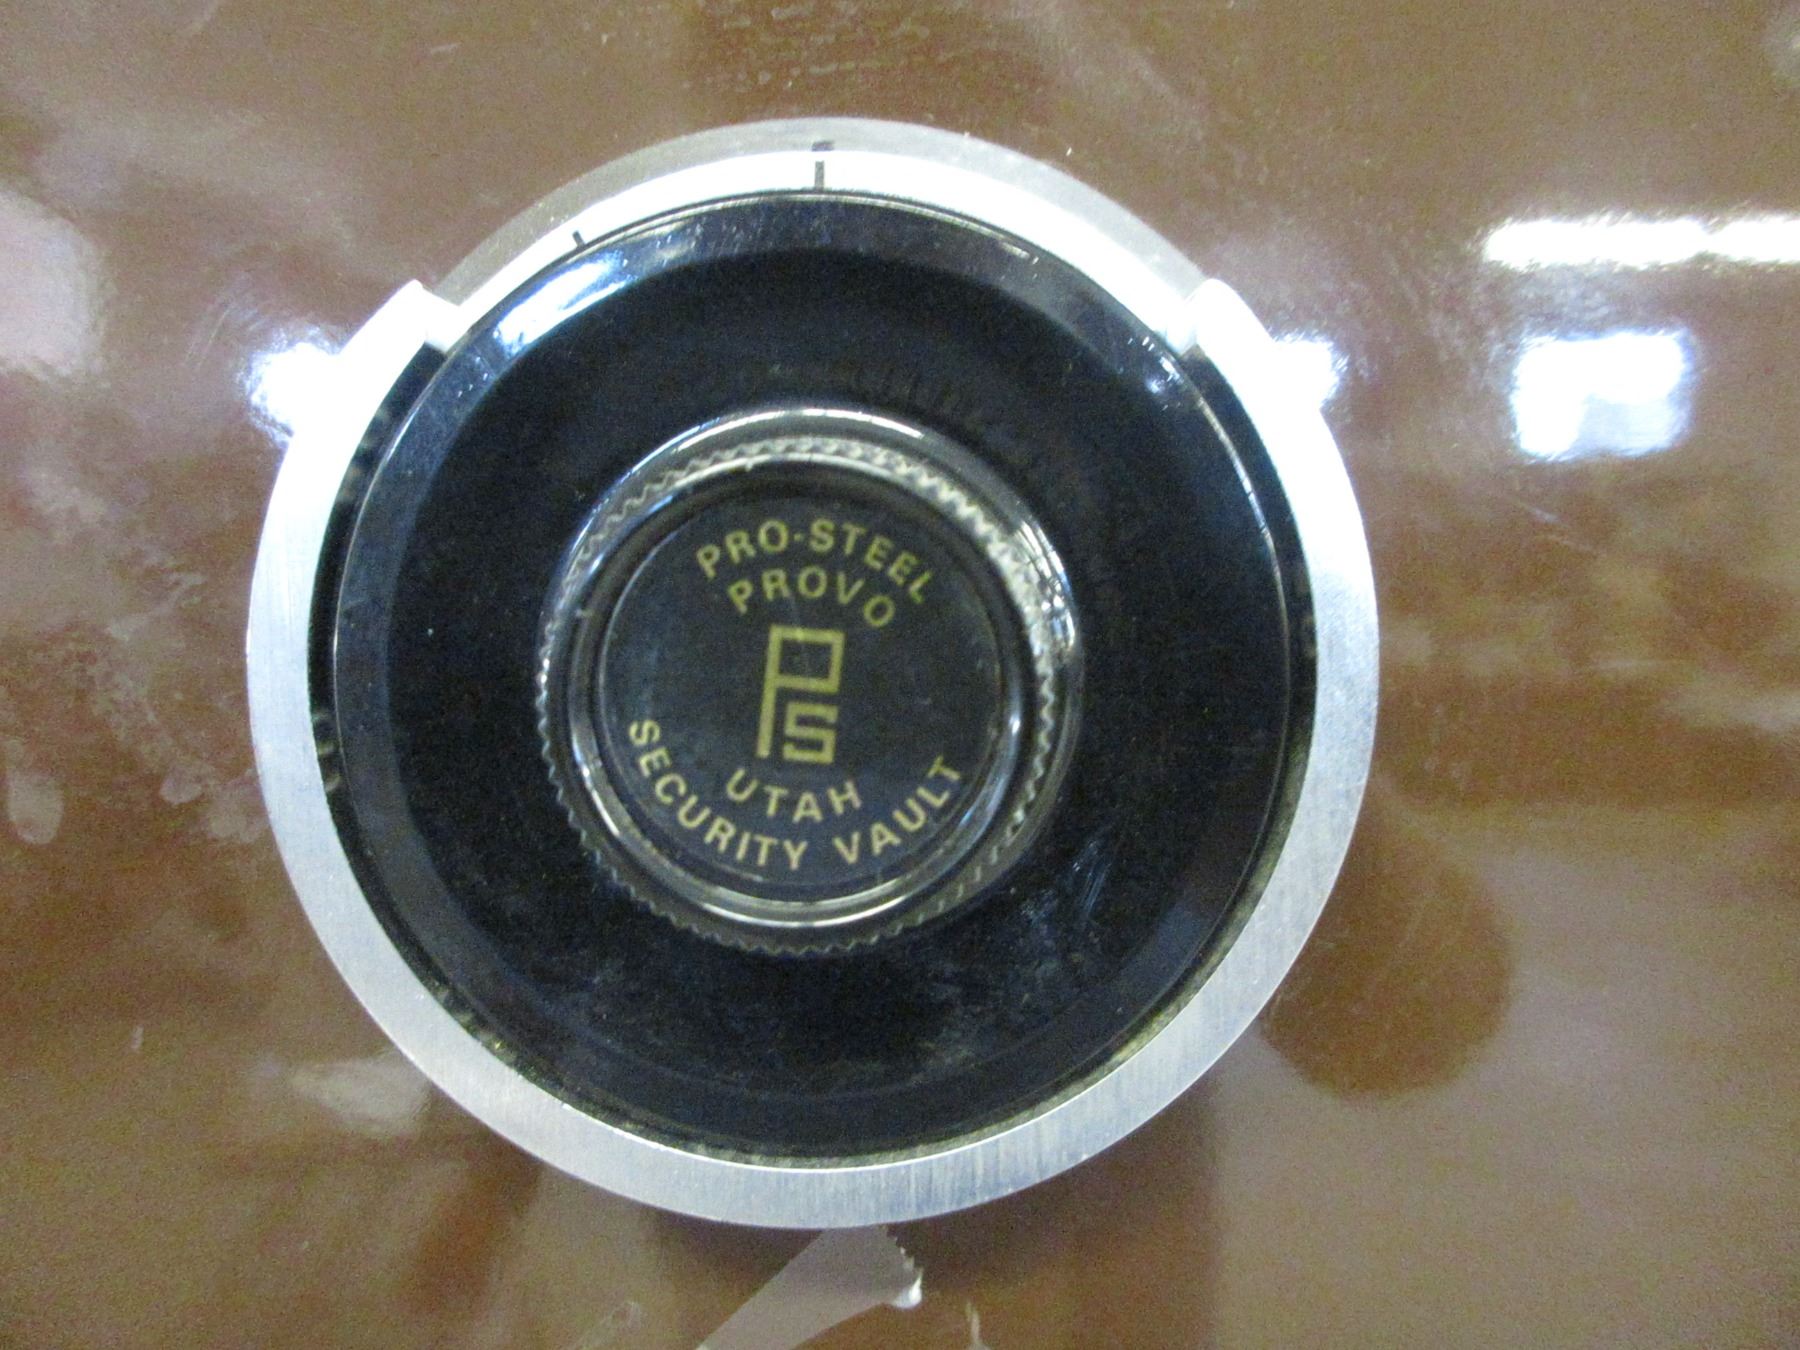 PRO-STEEL
PROVO
PS
UTAH
SECURITY VAULT